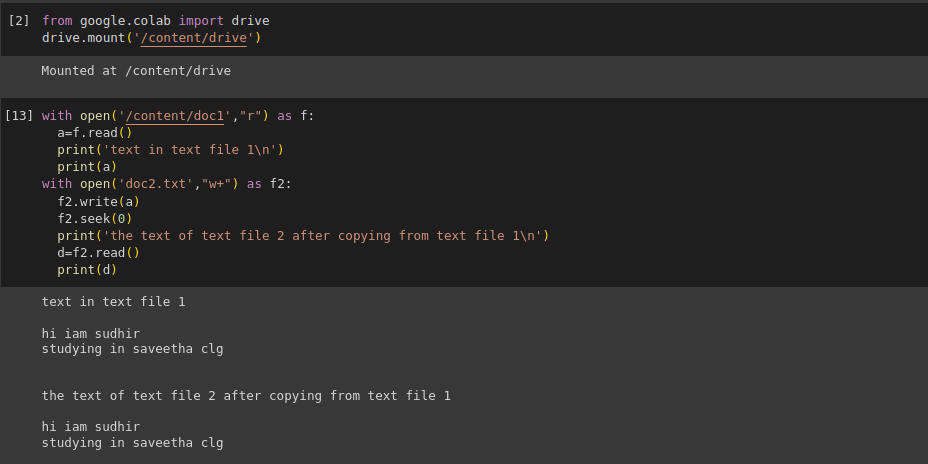 [2] from google.colab import drive
drive.mount('/content/drive')
Mounted at /content/drive
[13] with open('/content/doc1',"r") as f:
a=f.read()
print('text in text file 1\n')
print(a)
with open('doc2.txt',"w+") as f2:
f2.write(a)
f2.seek(0)
print('the text of text file 2 after copying from text file 1\n')
d=f2.read()
print(d)
text in text file 1
hi iam sudhir
studying in saveetha clg
the text of text file 2 after copying from text file 1
hi iam sudhir
studying in saveetha clg